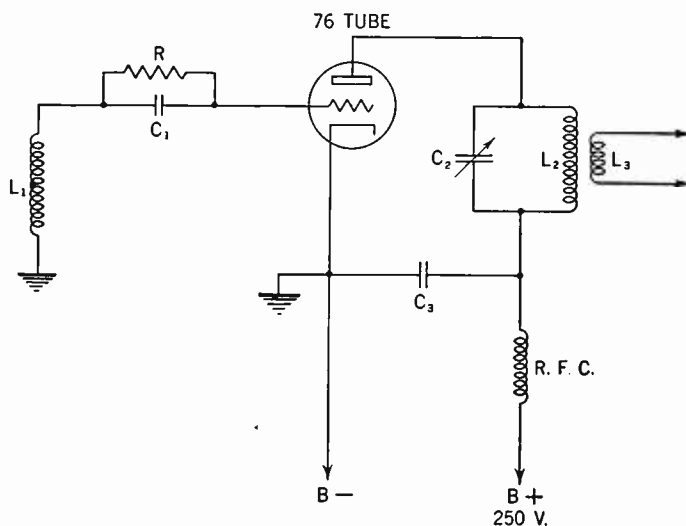 76 TUBE
R
C₁
L₁
C₂
L₂
L₃
C₃
R. F. C.
B −
B +
250 V.